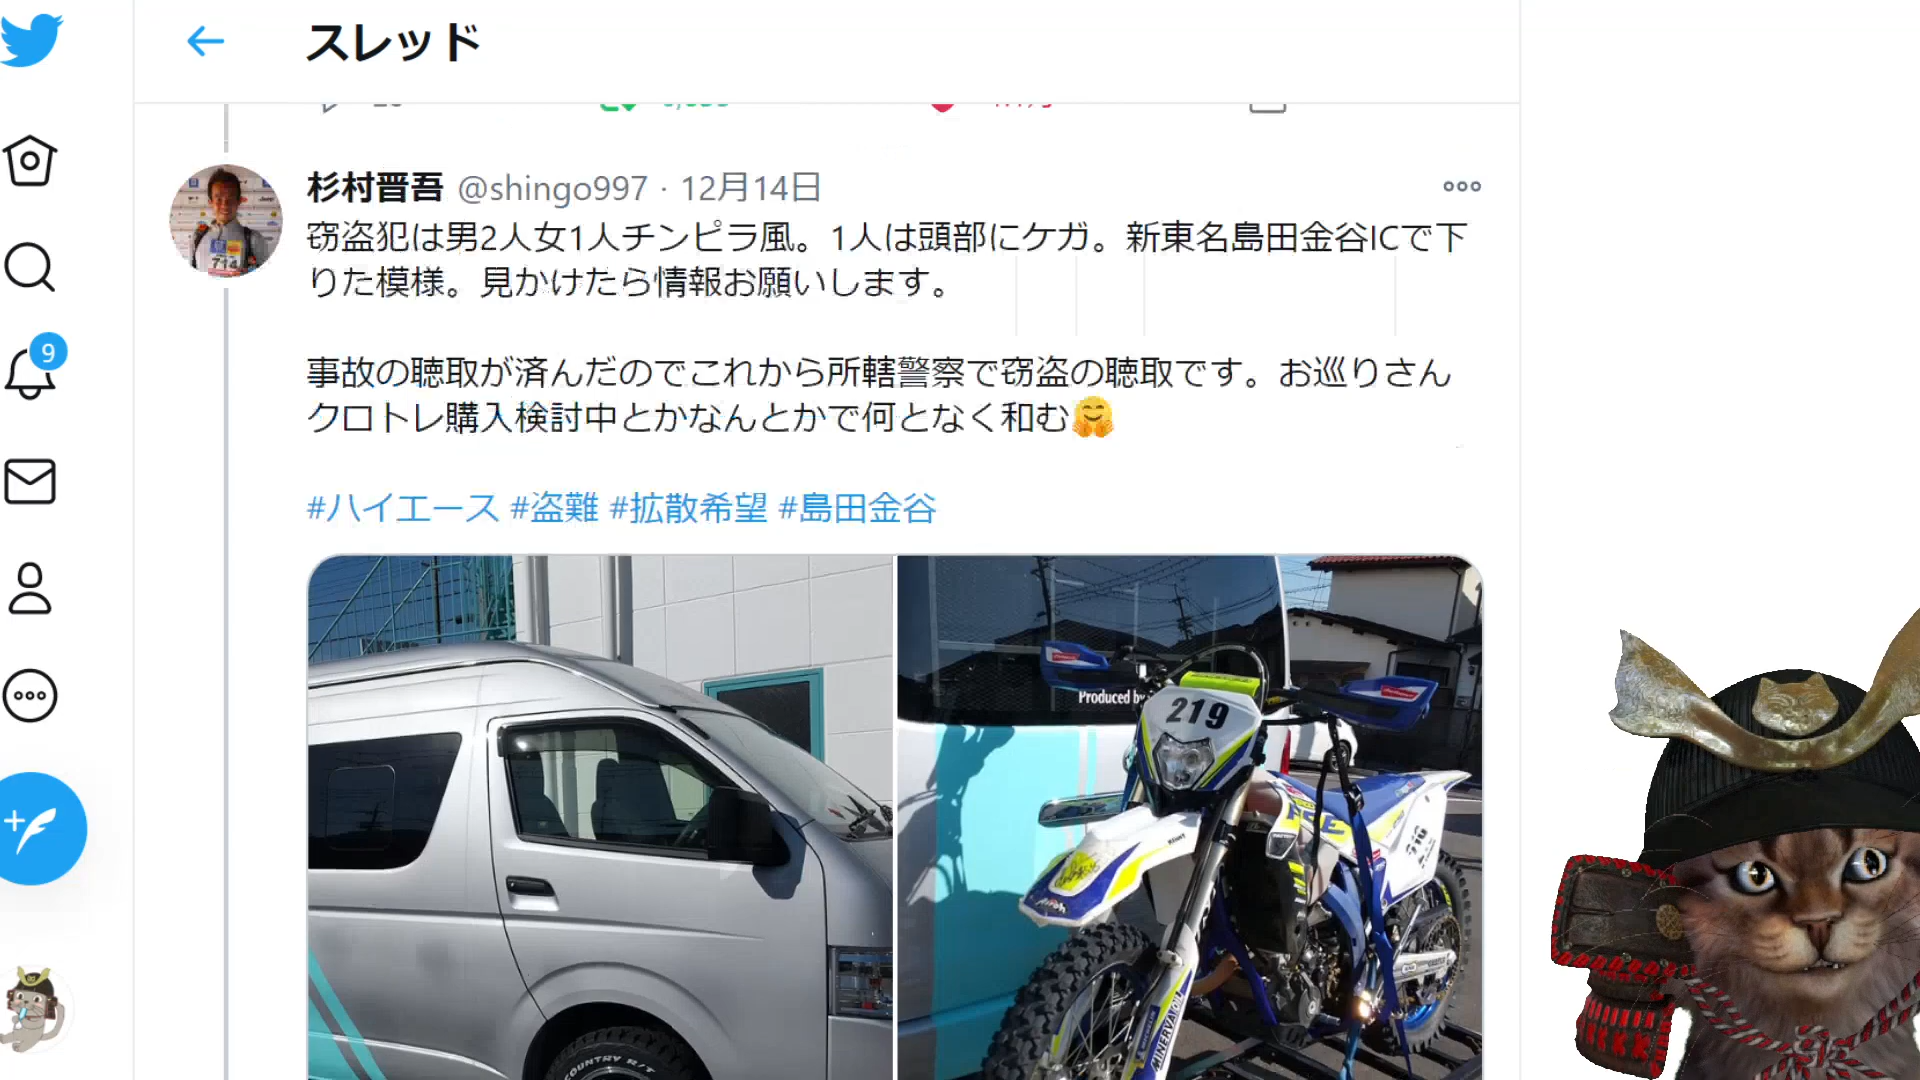 スレッド
杉村晋吾 @shingo997 · 12月14日
窃盗犯は男2人女1人チンピラ風。1人は頭部にケガ。新東名島田金谷ICで下
りた模様。見かけたら情報お願いします。
事故の聴取が済んだのでこれから所轄警察で窃盗の聴取です。お巡りさん
クロトレ購入検討中とかなんとかで何となく和む🤗
#ハイエース #盗難 #拡散希望 #島田金谷
9
714
Produced by
219
COUNTRY R/T
MINERVA OIL